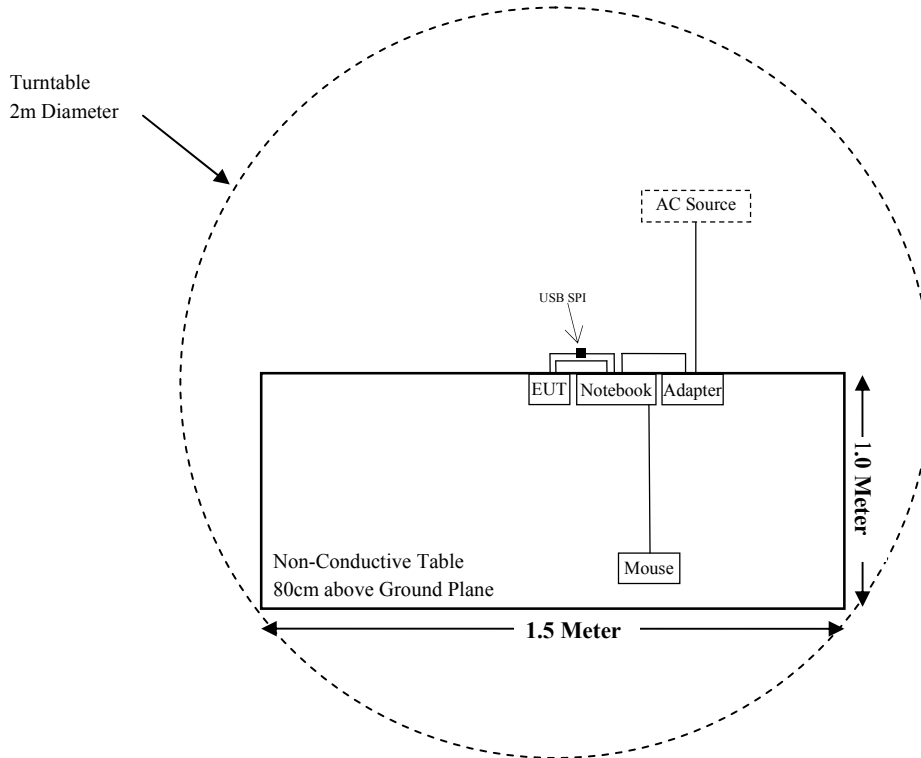 Turntable
2m Diameter
AC Source
USB SPI
EUT
Notebook
Adapter
1.0 Meter
Non-Conductive Table
80cm above Ground Plane
Mouse
1.5 Meter